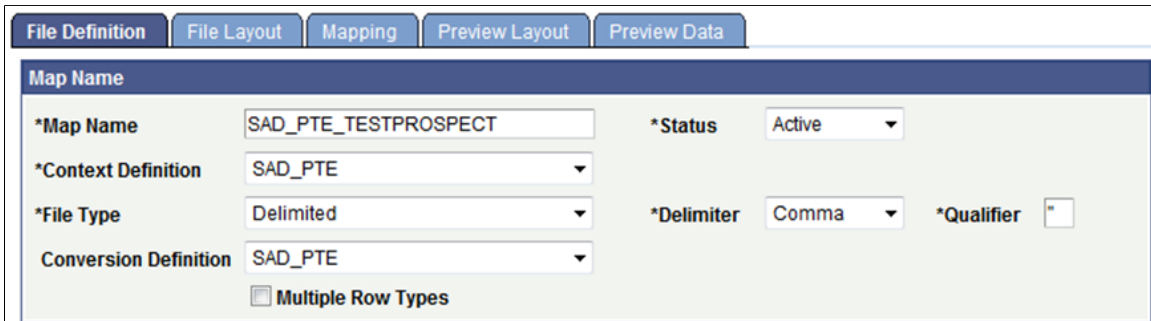 File Definition File Layout Mapping Preview Layout Preview Data
Map Name
*Map Name SAD_PTE_TESTPROSPECT *Status Active
*Context Definition SAD_PTE
*File Type Delimited *Delimiter Comma *Qualifier "
Conversion Definition SAD_PTE
Multiple Row Types